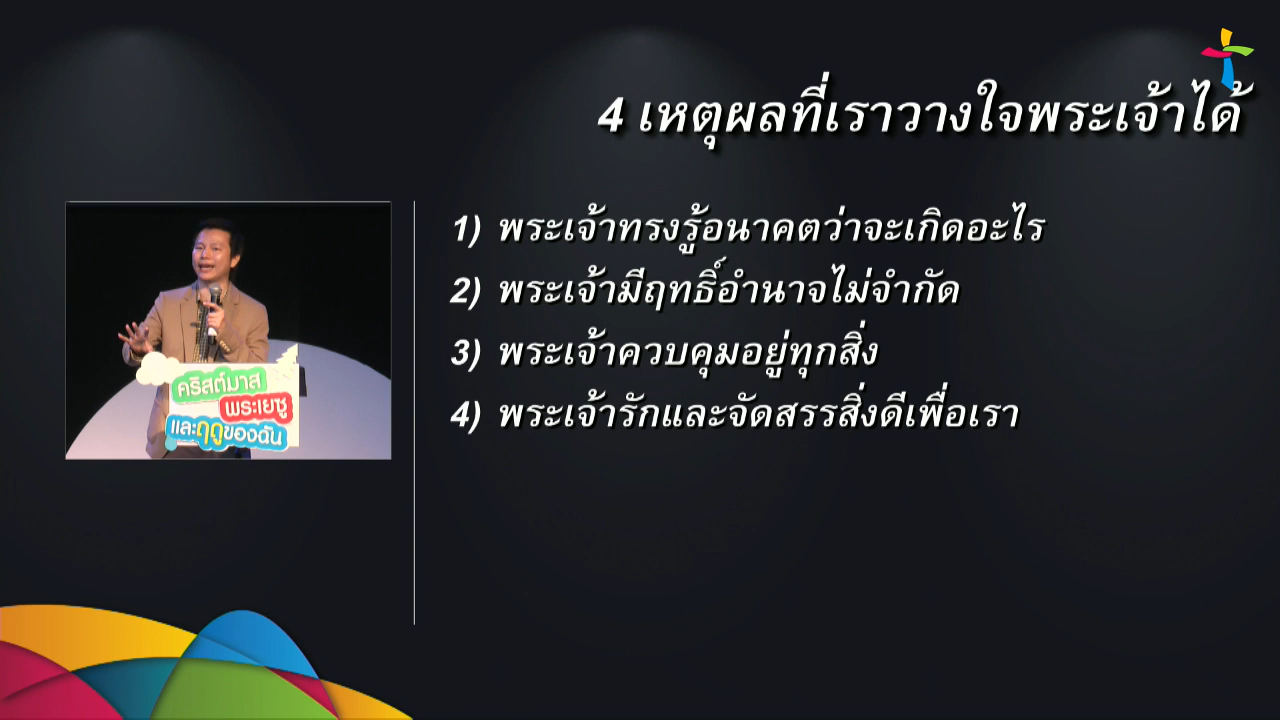 4 เหตุผลที่เราวางใจพระเจ้าได้
1) พระเจ้าทรงรู้อนาคตว่าจะเกิดอะไร
2) พระเจ้ามีฤทธิ์อำนาจไม่จำกัด
3) พระเจ้าควบคุมอยู่ทุกสิ่ง
4) พระเจ้ารักและจัดสรรสิ่งดีเพื่อเรา
คริสต์มาส
พระเยซู
และฤดูของฉัน